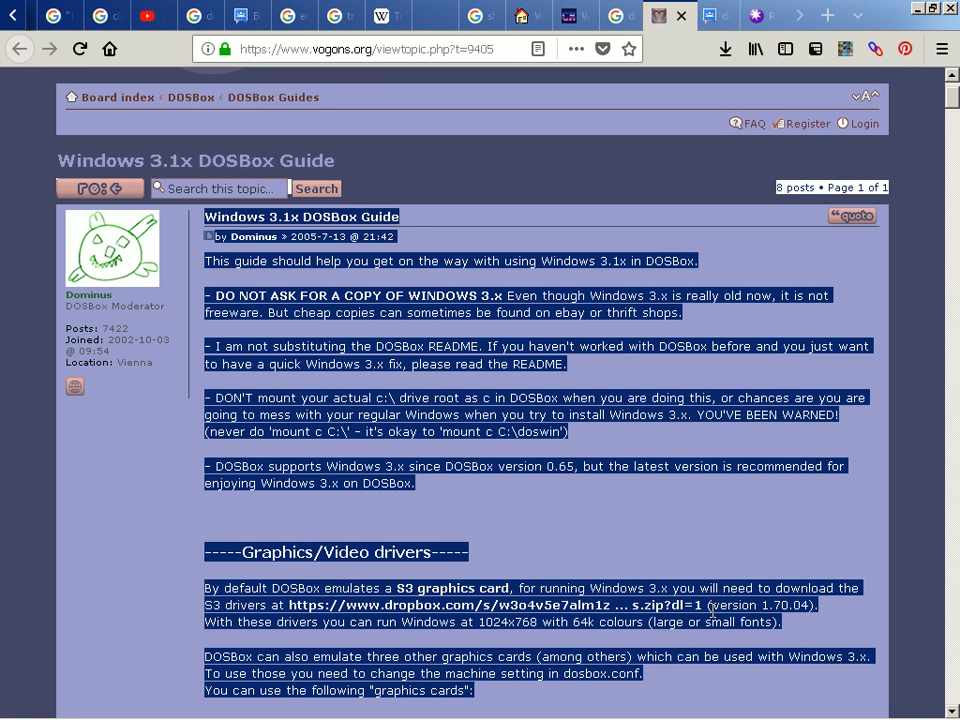 https://www.vogons.org/viewtopic.php?t=9405
Board index ‹ DOSBox ‹ DOSBox Guides
FAQ Register Login
Windows 3.1x DOSBox Guide
Search this topic... Search
8 posts • Page 1 of 1
Windows 3.1x DOSBox Guide
quote
by Dominus » 2005-7-13 @ 21:42
Dominus
DOSBox Moderator
Posts: 7422
Joined: 2002-10-03
@ 09:54
Location: Vienna
This guide should help you get on the way with using Windows 3.1x in DOSBox.
- DO NOT ASK FOR A COPY OF WINDOWS 3.x Even though Windows 3.x is really old now, it is not
freeware. But cheap copies can sometimes be found on ebay or thrift shops.
- I am not substituting the DOSBox README. If you haven't worked with DOSBox before and you just want
to have a quick Windows 3.x fix, please read the README.
- DON'T mount your actual c:\ drive root as c in DOSBox when you are doing this, or chances are you are
going to mess with your regular Windows when you try to install Windows 3.x. YOU'VE BEEN WARNED!
(never do 'mount c C:\' - it's okay to 'mount c C:\doswin')
- DOSBox supports Windows 3.x since DOSBox version 0.65, but the latest version is recommended for
enjoying Windows 3.x on DOSBox.
-----Graphics/Video drivers-----
By default DOSBox emulates a S3 graphics card, for running Windows 3.x you will need to download the
S3 drivers at https://www.dropbox.com/s/w3o4v5e7alm1z ... s.zip?dl=1 (version 1.70.04).
With these drivers you can run Windows at 1024x768 with 64k colours (large or small fonts).
DOSBox can also emulate three other graphics cards (among others) which can be used with Windows 3.x.
To use those you need to change the machine setting in dosbox.conf.
You can use the following "graphics cards":